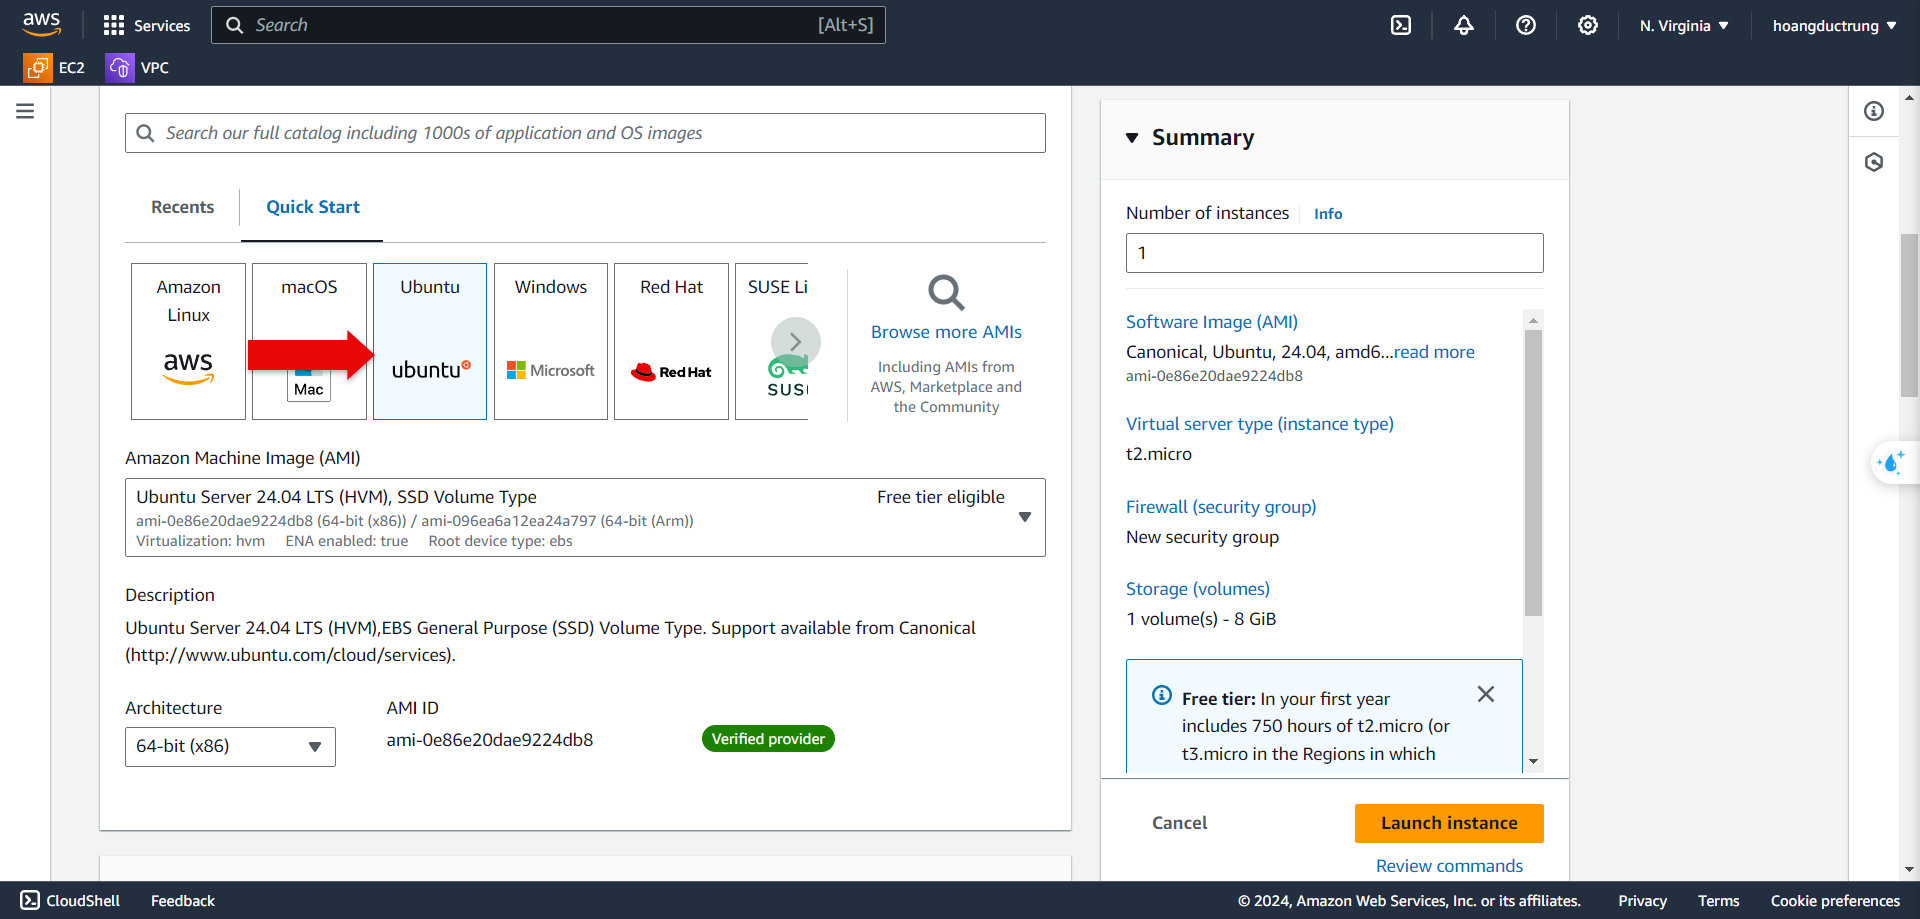 aws
Services
Search
[Alt+S]
N. Virginia
hoangductrung
EC2
VPC
Search our full catalog including 1000s of application and OS images
Recents
Quick Start
Amazon
Linux
aws
macOS
Mac
Ubuntu
ubuntu
Windows
Microsoft
Red Hat
Red Hat
SUSE Li
SUS
Browse more AMIs
Including AMIs from
AWS, Marketplace and
the Community
Amazon Machine Image (AMI)
Ubuntu Server 24.04 LTS (HVM), SSD Volume Type
Free tier eligible
ami-0e86e20dae9224db8 (64-bit (x86)) / ami-096ea6a12ea24a797 (64-bit (Arm))
Virtualization: hvm ENA enabled: true Root device type: ebs
Description
Ubuntu Server 24.04 LTS (HVM),EBS General Purpose (SSD) Volume Type. Support available from Canonical
(http://www.ubuntu.com/cloud/services).
Architecture
64-bit (x86)
AMI ID
ami-0e86e20dae9224db8
Verified provider
Summary
Number of instances
Info
1
Software Image (AMI)
Canonical, Ubuntu, 24.04, amd6...read more
ami-0e86e20dae9224db8
Virtual server type (instance type)
t2.micro
Firewall (security group)
New security group
Storage (volumes)
1 volume(s) - 8 GiB
Free tier: In your first year
includes 750 hours of t2.micro (or
t3.micro in the Regions in which
Cancel
Launch instance
Review commands
CloudShell
Feedback
© 2024, Amazon Web Services, Inc. or its affiliates.
Privacy
Terms
Cookie preferences